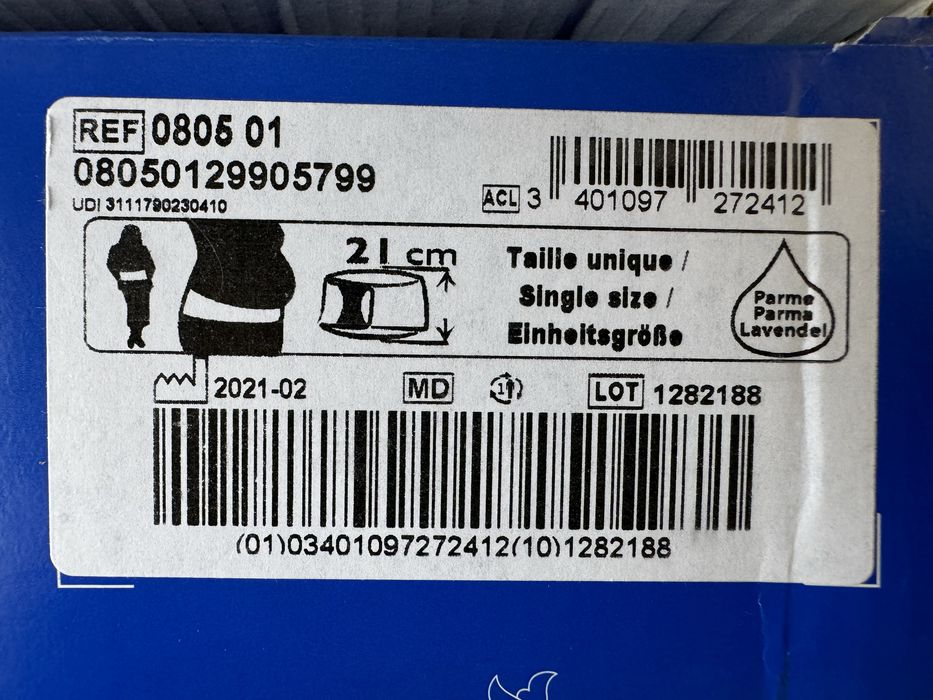 REF 0805 01
08050129905799
UDI 3111790230410
ACL 3 401097 272412
21 cm
Taille unique /
Single size /
Einheitsgröße
Parme
Parma
Lavendel
2021-02 MD 1 LOT 1282188
(01)03401097272412(10)1282188